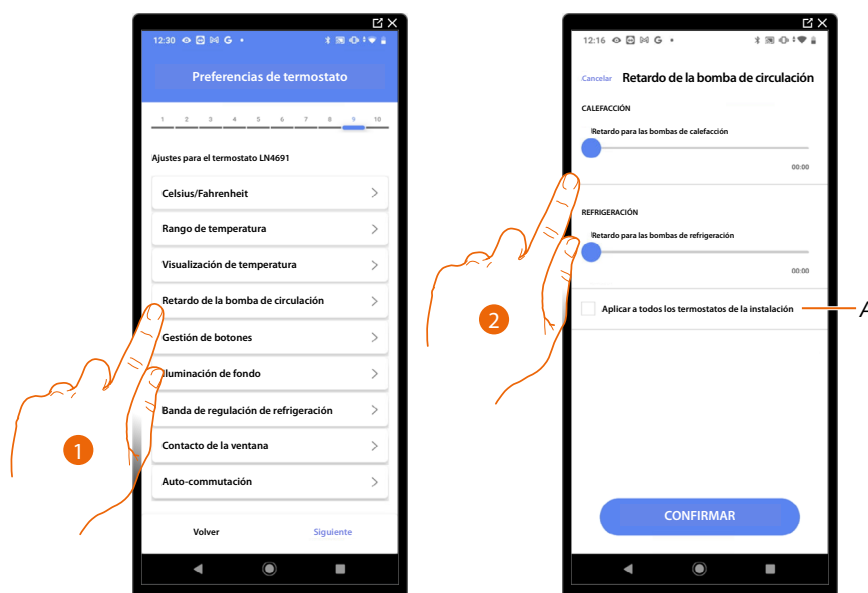 12:30 G
Preferencias de termostato
1 2 3 4 5 6 7 8 9 10
Ajustes para el termostato LN4691
Celsius/Fahrenheit
Rango de temperatura
Visualización de temperatura
Retardo de la bomba de circulación
Gestión de botones
Iluminación de fondo
Banda de regulación de refrigeración
Contacto de la ventana
Auto-commutación
Volver Siguiente
1
12:16 G
Cancelar Retardo de la bomba de circulación
CALEFACCIÓN
Retardo para las bombas de calefacción
00:00
REFRIGERACIÓN
Retardo para las bombas de refrigeración
00:00
Aplicar a todos los termostatos de la instalación
A
CONFIRMAR
2